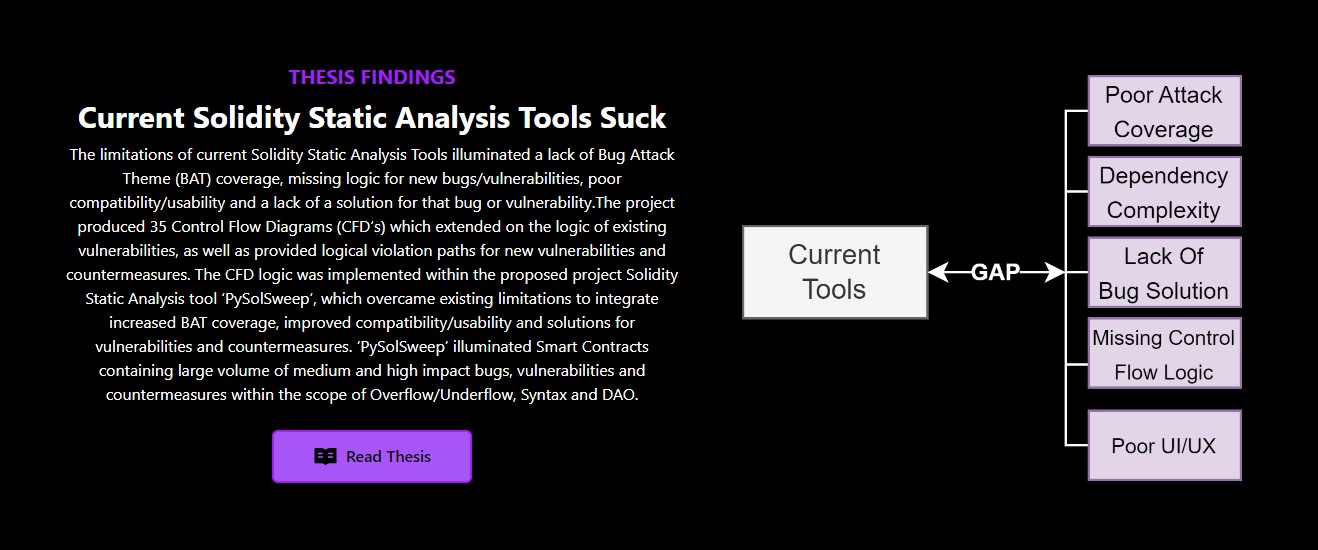 THESIS FINDINGS
Current Solidity Static Analysis Tools Suck
The limitations of current Solidity Static Analysis Tools illuminated a lack of Bug Attack
Theme (BAT) coverage, missing logic for new bugs/vulnerabilities, poor
compatibility/usability and a lack of a solution for that bug or vulnerability.The project
produced 35 Control Flow Diagrams (CFD's) which extended on the logic of existing
vulnerabilities, as well as provided logical violation paths for new vulnerabilities and
countermeasures. The CFD logic was implemented within the proposed project Solidity
Static Analysis tool 'PySolSweep', which overcame existing limitations to integrate
increased BAT coverage, improved compatibility/usability and solutions for
vulnerabilities and countermeasures. 'PySolSweep' illuminated Smart Contracts
containing large volume of medium and high impact bugs, vulnerabilities and
countermeasures within the scope of Overflow/Underflow, Syntax and DAO.
Read Thesis
Current
Tools
GAP
Poor Attack
Coverage
Dependency
Complexity
Lack Of
Bug Solution
Missing Control
Flow Logic
Poor UI/UX